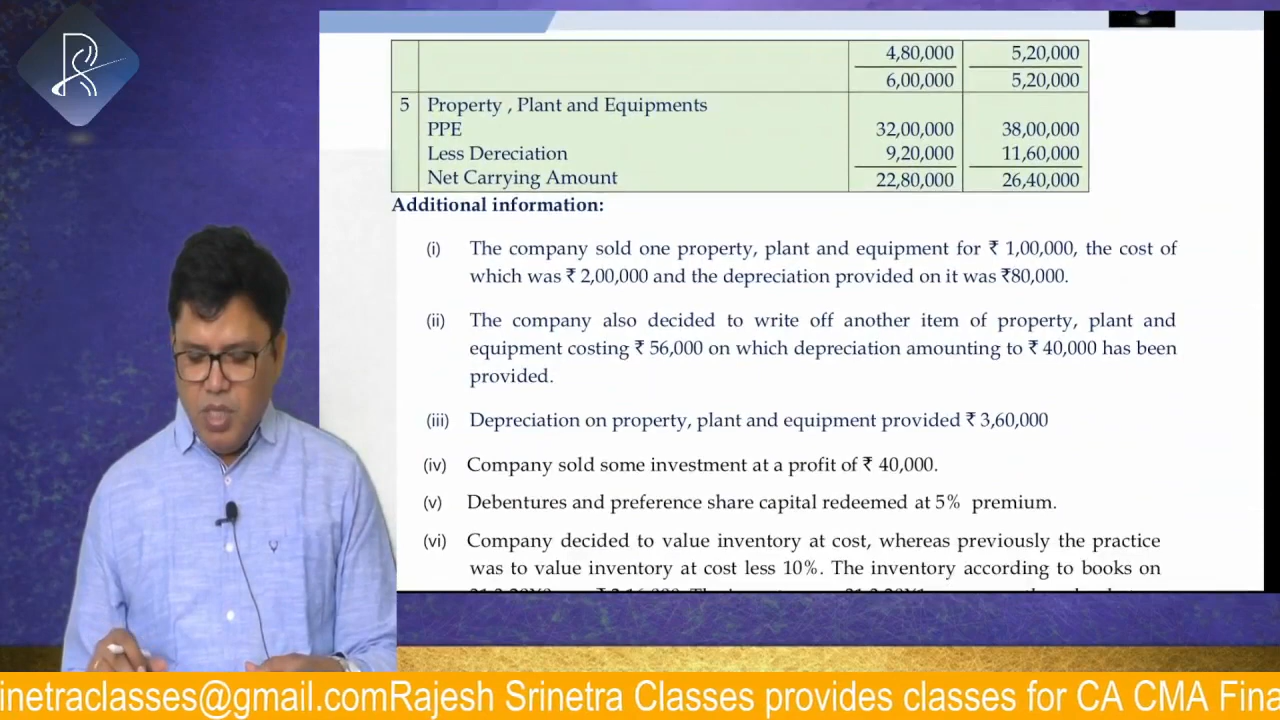 4,80,000 5,20,000
6,00,000 5,20,000
5 Property , Plant and Equipments
PPE 32,00,000 38,00,000
Less Dereciation 9,20,000 11,60,000
Net Carrying Amount 22,80,000 26,40,000
Additional information:
(i) The company sold one property, plant and equipment for ₹ 1,00,000, the cost of
which was ₹ 2,00,000 and the depreciation provided on it was ₹80,000.
(ii) The company also decided to write off another item of property, plant and
equipment costing ₹ 56,000 on which depreciation amounting to ₹ 40,000 has been
provided.
(iii) Depreciation on property, plant and equipment provided ₹ 3,60,000
(iv) Company sold some investment at a profit of ₹ 40,000.
(v) Debentures and preference share capital redeemed at 5% premium.
(vi) Company decided to value inventory at cost, whereas previously the practice
was to value inventory at cost less 10%. The inventory according to books on
inetraclasses@gmail.comRajesh Srinetra Classes provides classes for CA CMA Fina